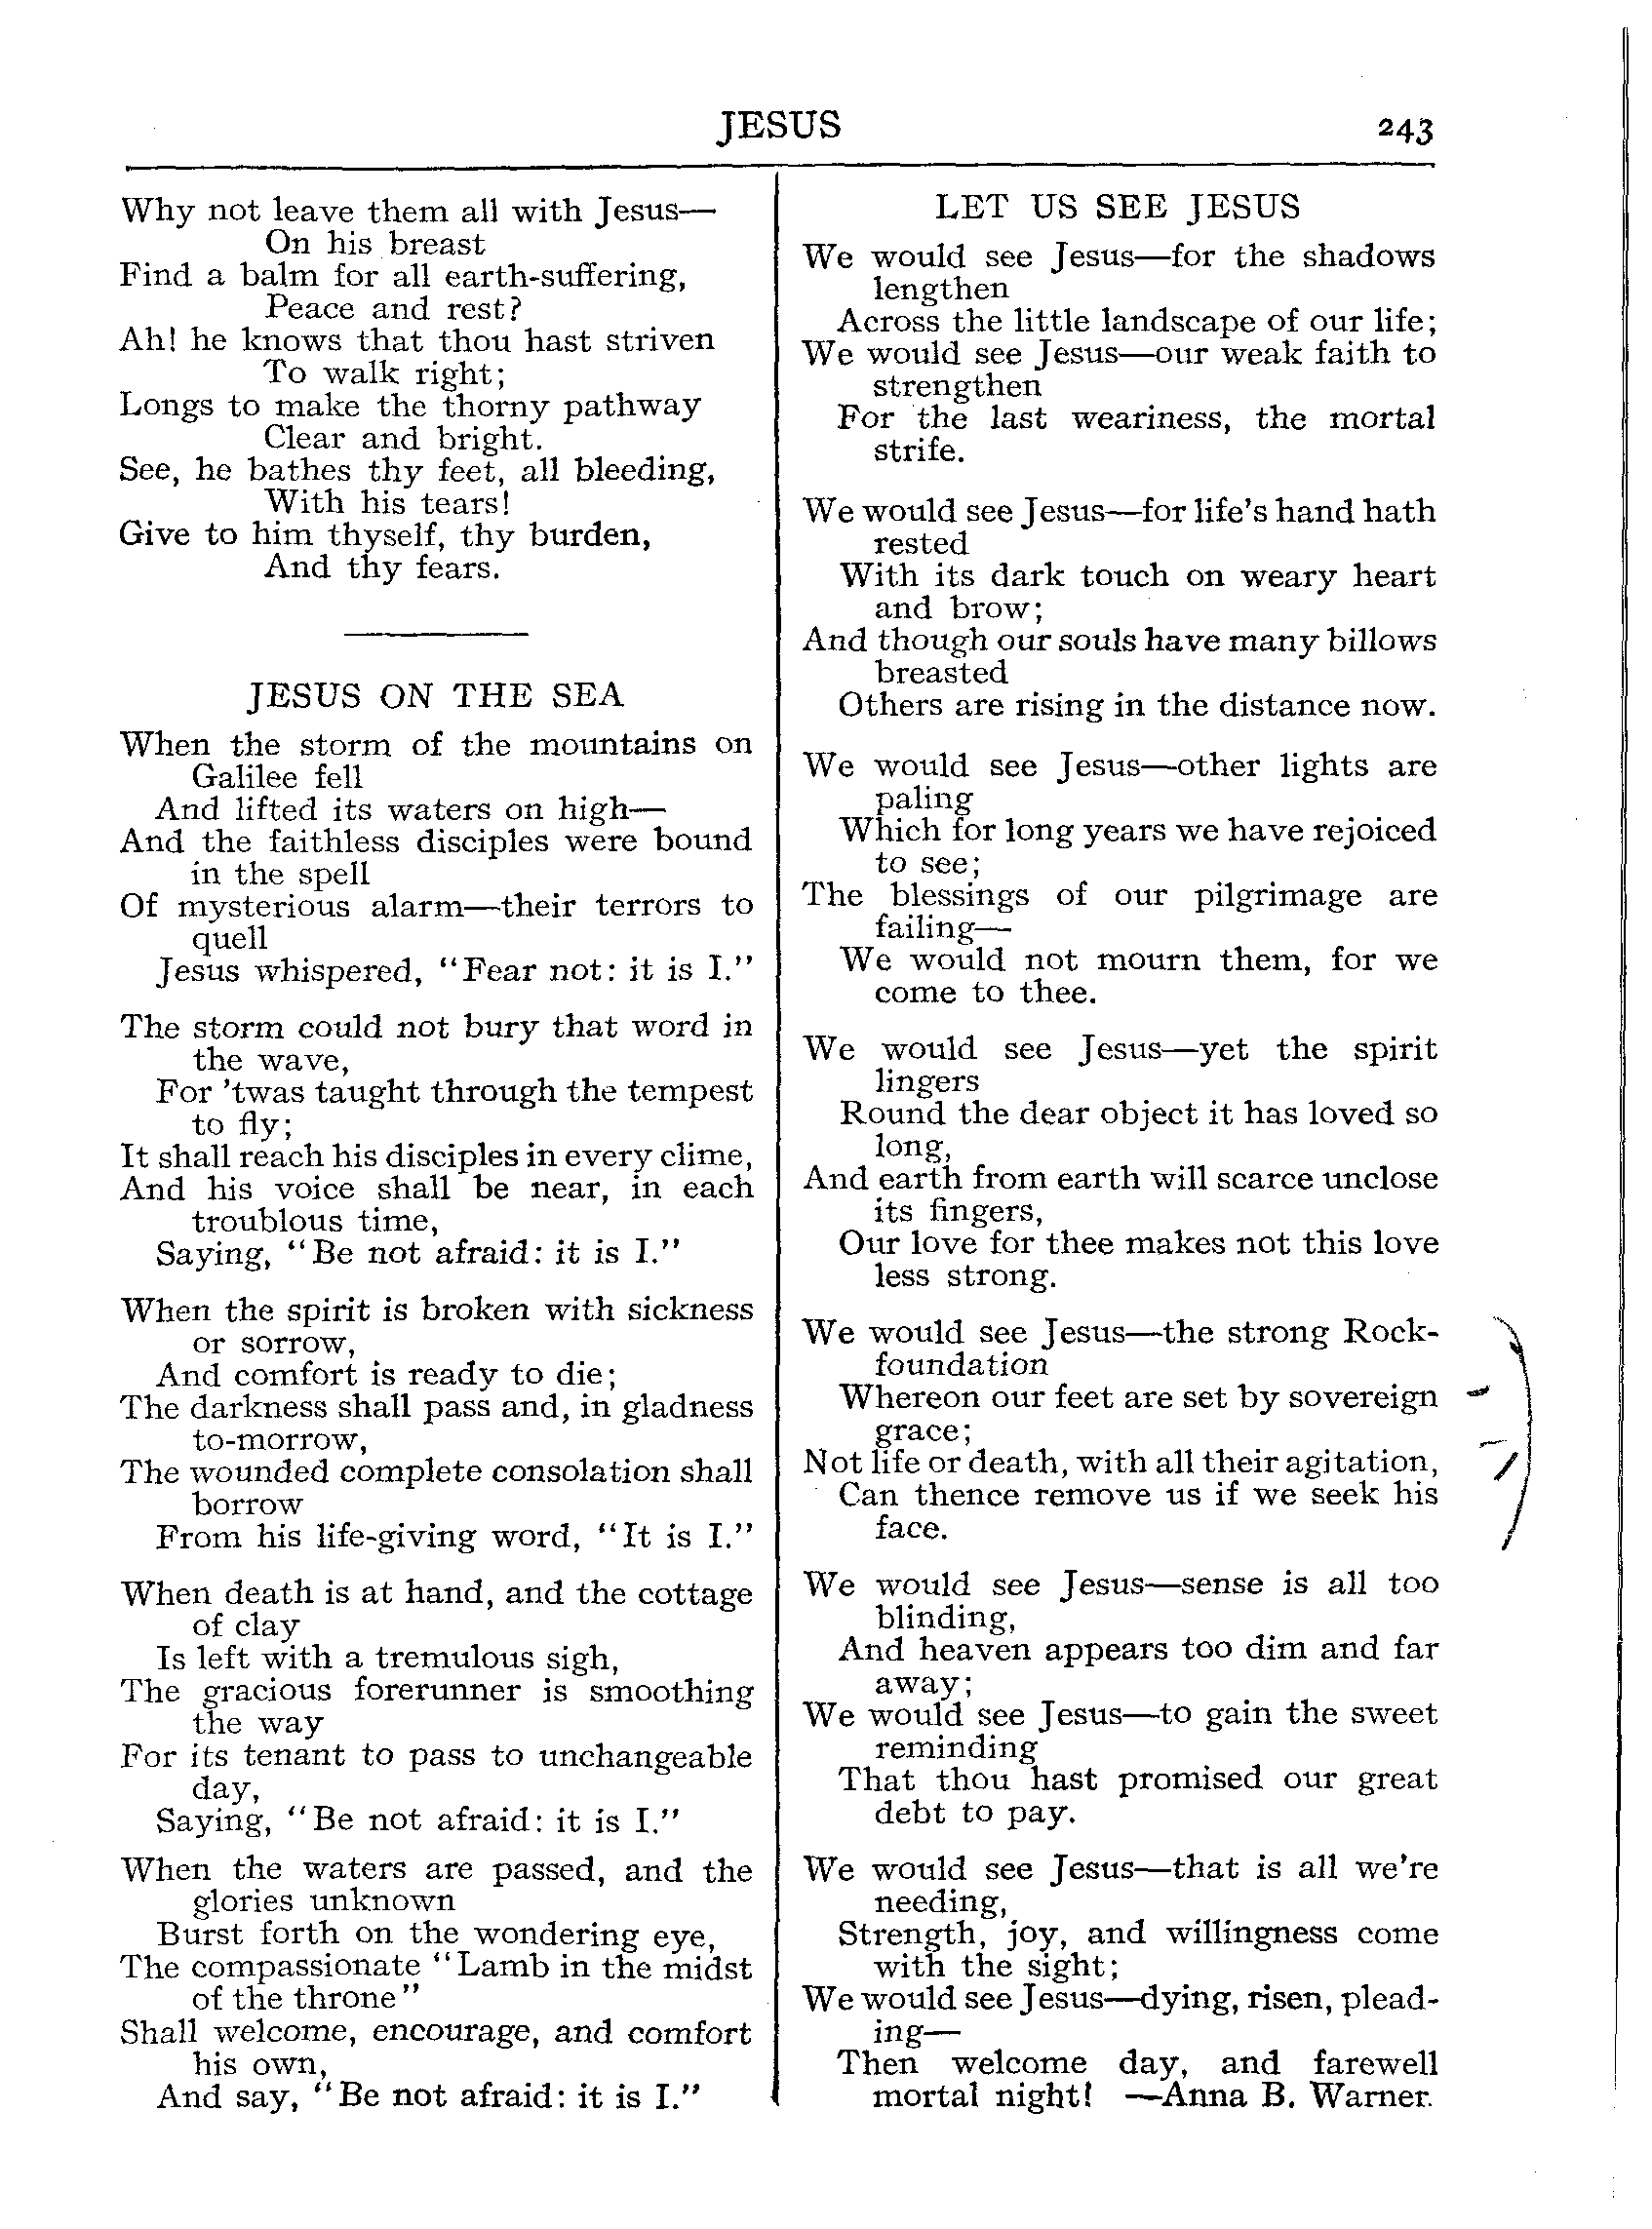 JESUS 243
Why not leave them all with Jesus—
On his breast
Find a balm for all earth-suffering,
Peace and rest?
Ah! he knows that thou hast striven
To walk right;
Longs to make the thorny pathway
Clear and bright.
See, he bathes thy feet, all bleeding,
With his tears!
Give to him thyself, thy burden,
And thy fears.
JESUS ON THE SEA
When the storm of the mountains on
Galilee fell
And lifted its waters on high—
And the faithless disciples were bound
in the spell
Of mysterious alarm—their terrors to
quell
Jesus whispered, "Fear not: it is I."
The storm could not bury that word in
the wave,
For 'twas taught through the tempest
to fly;
It shall reach his disciples in every clime,
And his voice shall be near, in each
troublous time,
Saying, "Be not afraid: it is I."
When the spirit is broken with sickness
or sorrow,
And comfort is ready to die;
The darkness shall pass and, in gladness
to-morrow,
The wounded complete consolation shall
borrow
From his life-giving word, "It is I."
When death is at hand, and the cottage
of clay
Is left with a tremulous sigh,
The gracious forerunner is smoothing
the way
For its tenant to pass to unchangeable
day,
Saying, "Be not afraid: it is I."
When the waters are passed, and the
glories unknown
Burst forth on the wondering eye,
The compassionate "Lamb in the midst
of the throne"
Shall welcome, encourage, and comfort
his own,
And say, "Be not afraid: it is I."
LET US SEE JESUS
We would see Jesus—for the shadows
lengthen
Across the little landscape of our life;
We would see Jesus—our weak faith to
strengthen
For the last weariness, the mortal
strife.
We would see Jesus—for life's hand hath
rested
With its dark touch on weary heart
and brow;
And though our souls have many billows
breasted
Others are rising in the distance now.
We would see Jesus—other lights are
paling
Which for long years we have rejoiced
to see;
The blessings of our pilgrimage are
failing—
We would not mourn them, for we
come to thee.
We would see Jesus—yet the spirit
lingers
Round the dear object it has loved so
long,
And earth from earth will scarce unclose
its fingers,
Our love for thee makes not this love
less strong.
We would see Jesus—the strong Rock-
foundation
Whereon our feet are set by sovereign
grace;
Not life or death, with all their agitation,
Can thence remove us if we seek his
face.
We would see Jesus—sense is all too
blinding,
And heaven appears too dim and far
away;
We would see Jesus—to gain the sweet
reminding
That thou hast promised our great
debt to pay.
We would see Jesus—that is all we're
needing,
Strength, joy, and willingness come
with the sight;
We would see Jesus—dying, risen, plead-
ing—
Then welcome day, and farewell
mortal night! —Anna B. Warner.